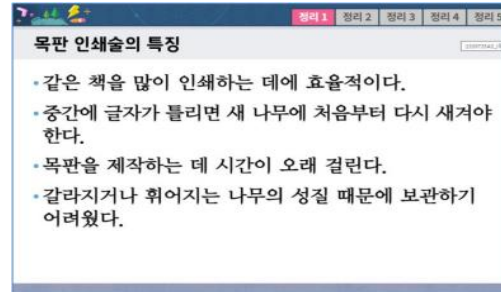 정리 1 정리 2 정리 3 정리 4 정리 5
목판 인쇄술의 특징
·같은 책을 많이 인쇄하는 데에 효율적이다.
·중간에 글자가 틀리면 새 나무에 처음부터 다시 새겨야
한다.
·목판을 제작하는 데 시간이 오래 걸린다.
·갈라지거나 휘어지는 나무의 성질 때문에 보관하기
어려웠다.